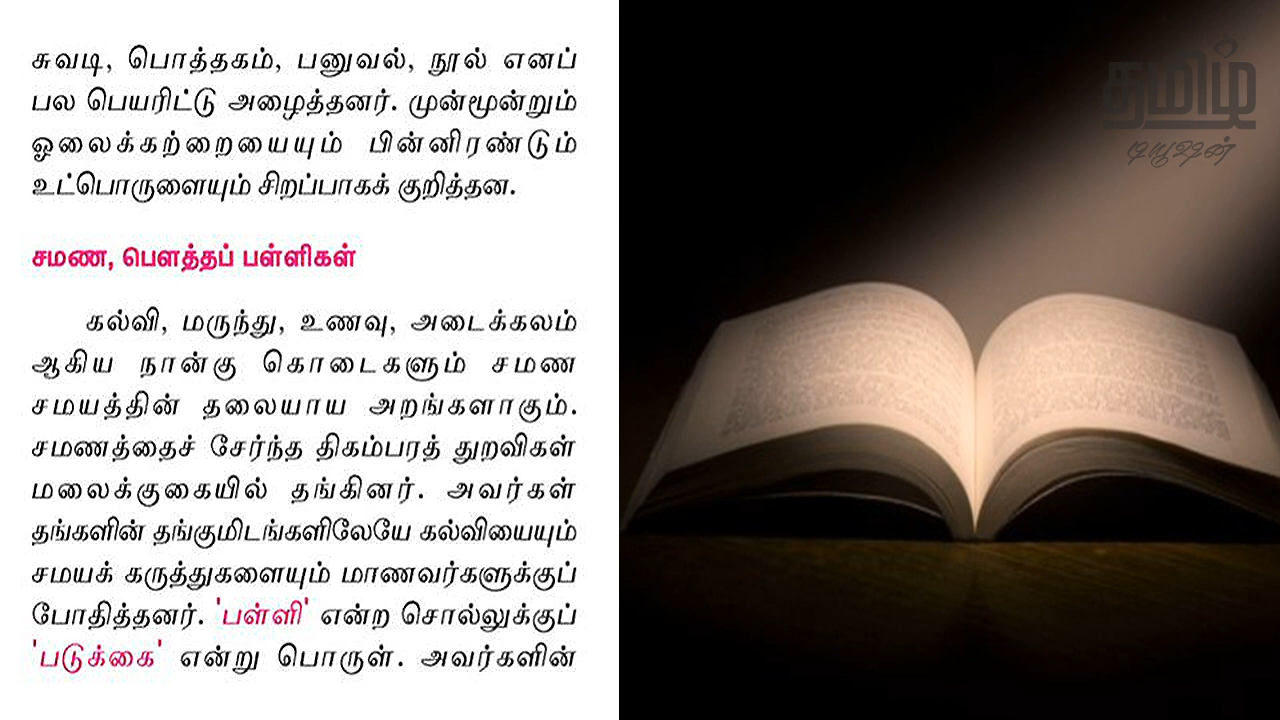 சுவடி, பொத்தகம், பனுவல், நூல் எனப்
பல பெயரிட்டு அழைத்தனர். முன்மூன்றும்
ஓலைக்கற்றையையும் பின்னிரண்டும்
உட்பொருளையும் சிறப்பாகக் குறித்தன.
சமண, பௌத்தப் பள்ளிகள்
கல்வி, மருந்து, உணவு, அடைக்கலம்
ஆகிய நான்கு கொடைகளும் சமண
சமயத்தின் தலையாய அறங்களாகும்.
சமணத்தைச் சேர்ந்த திகம்பரத் துறவிகள்
மலைக்குகையில் தங்கினர். அவர்கள்
தங்களின் தங்குமிடங்களிலேயே கல்வியையும்
சமயக் கருத்துகளையும் மாணவர்களுக்குப்
போதித்தனர். 'பள்ளி' என்ற சொல்லுக்குப்
'படுக்கை' என்று பொருள். அவர்களின்
தமிழ்
டியூஷன்